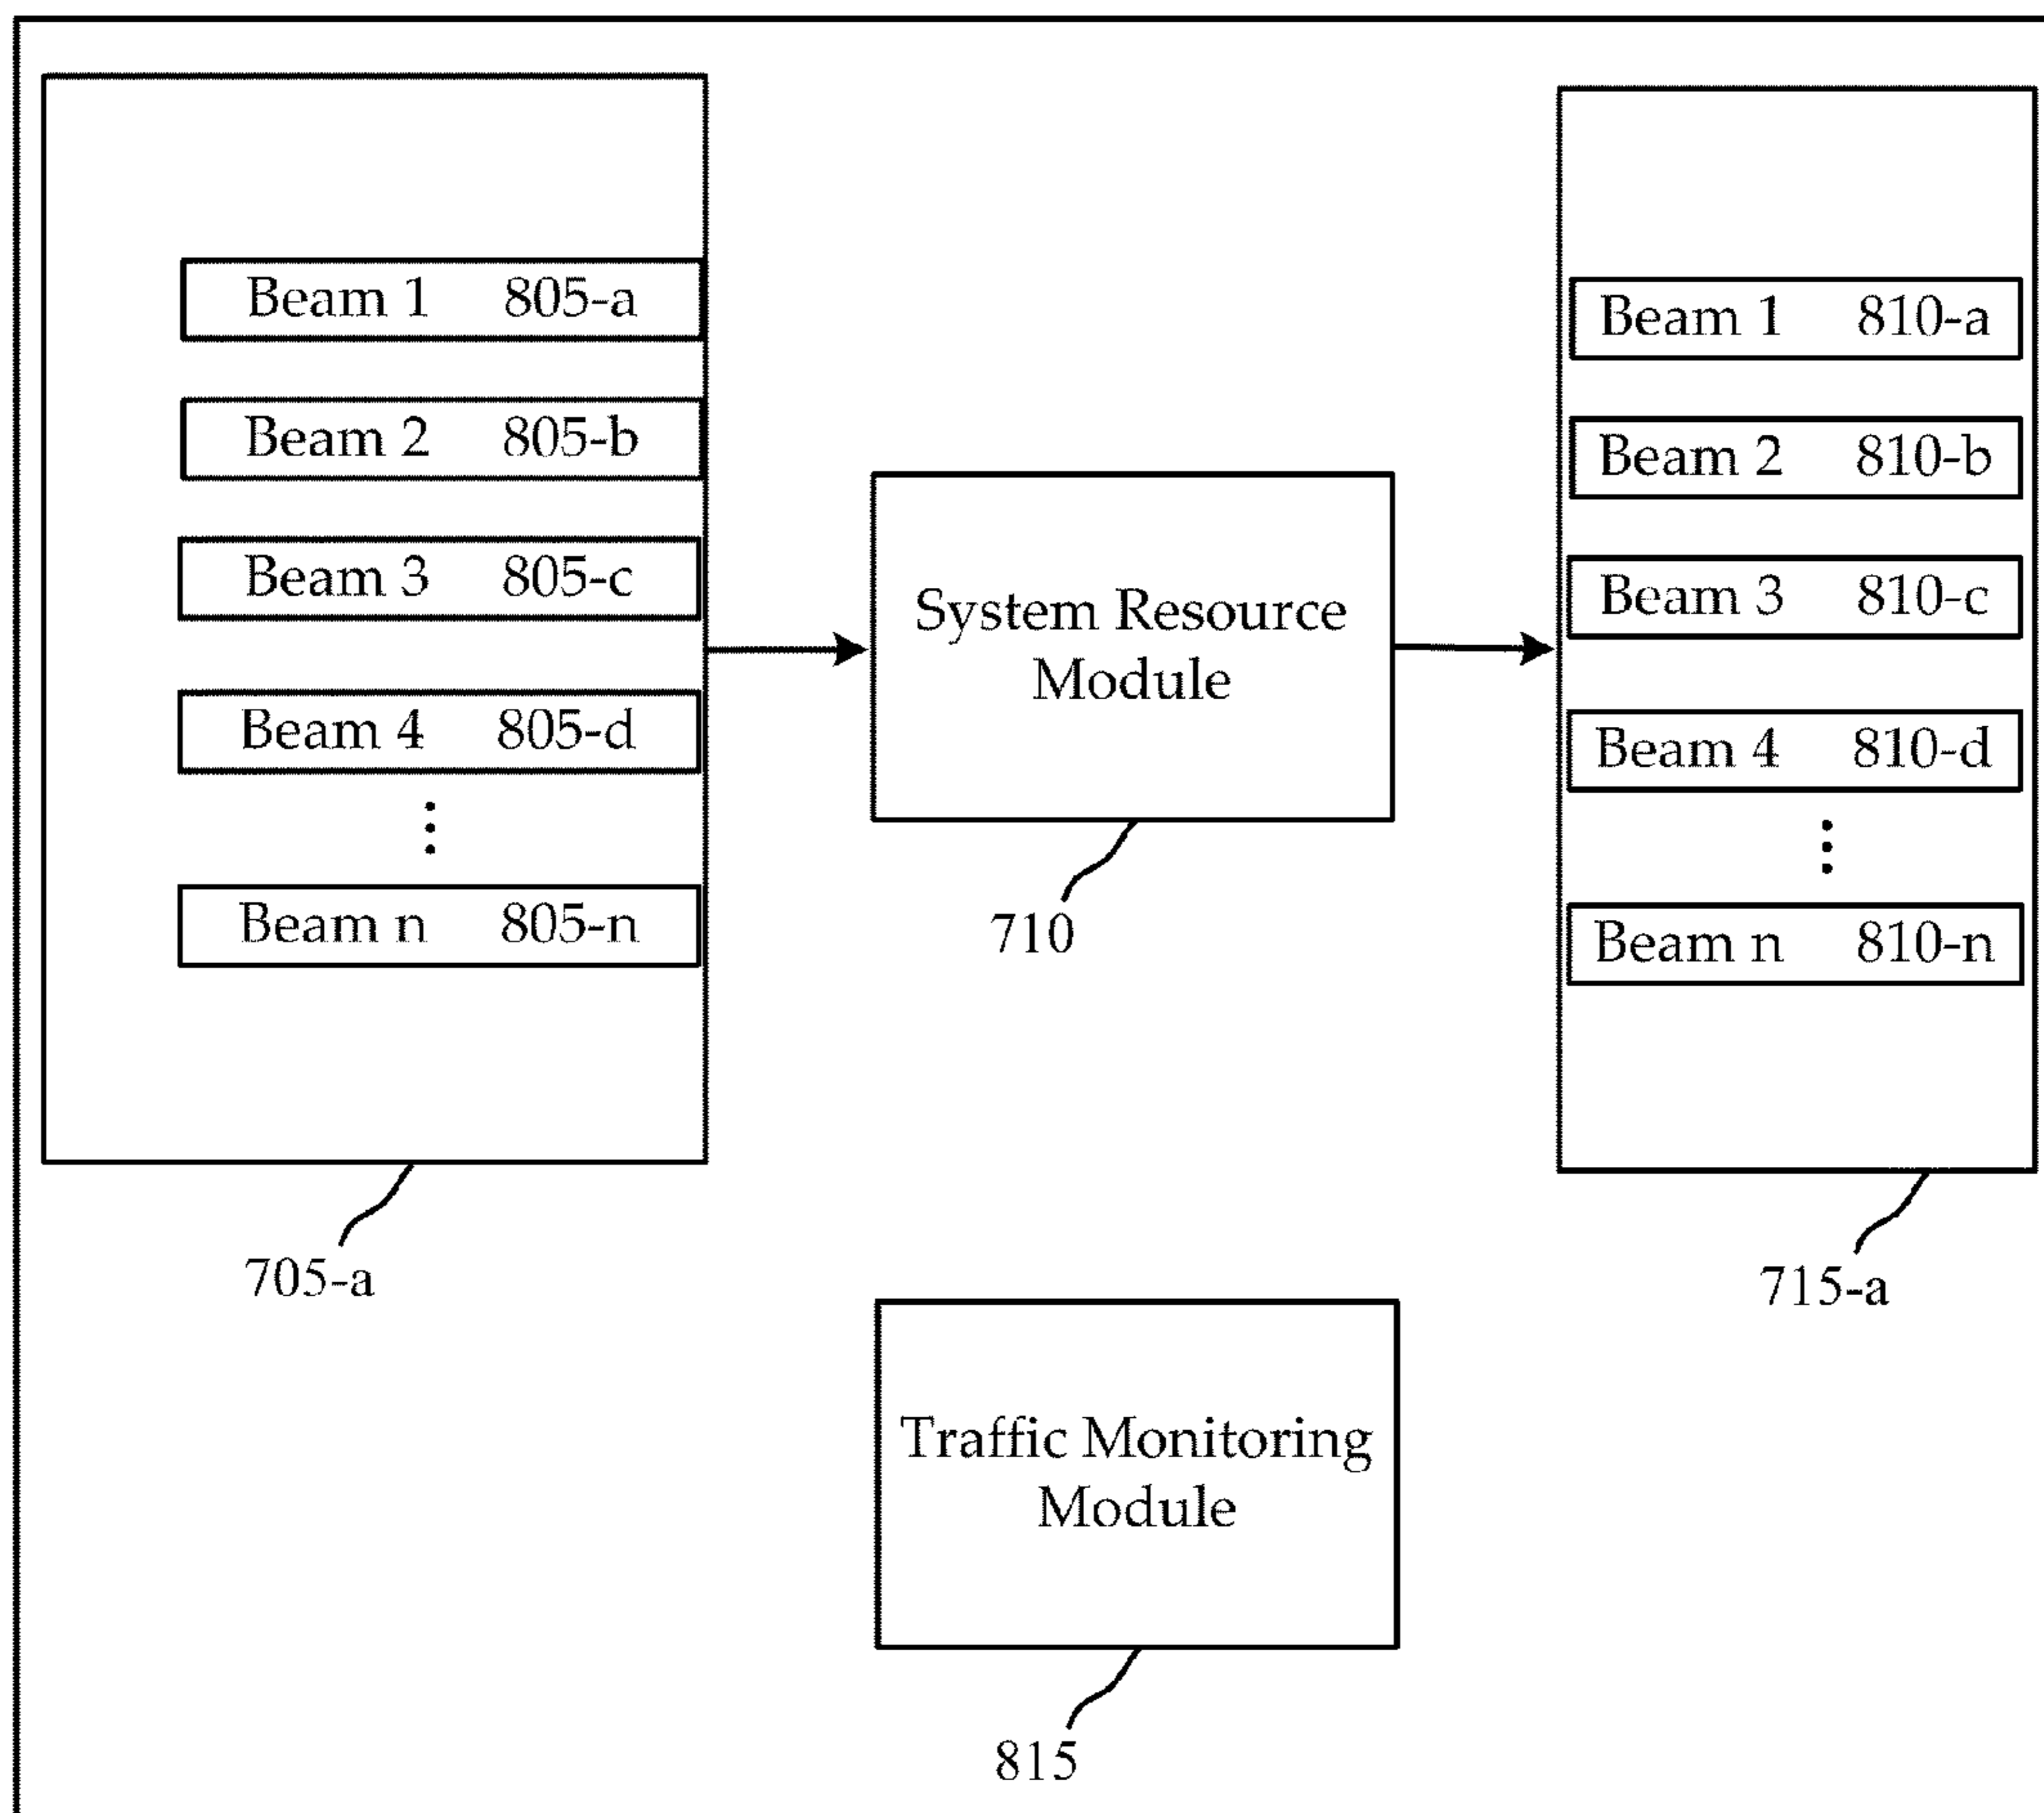 Beam 1 805-a
Beam 2 805-b
Beam 3 805-c
Beam 4 805-d
Beam n 805-n
705-a
System Resource
Module
710
Beam 1 810-a
Beam 2 810-b
Beam 3 810-c
Beam 4 810-d
Beam n 810-n
715-a
Traffic Monitoring
Module
815